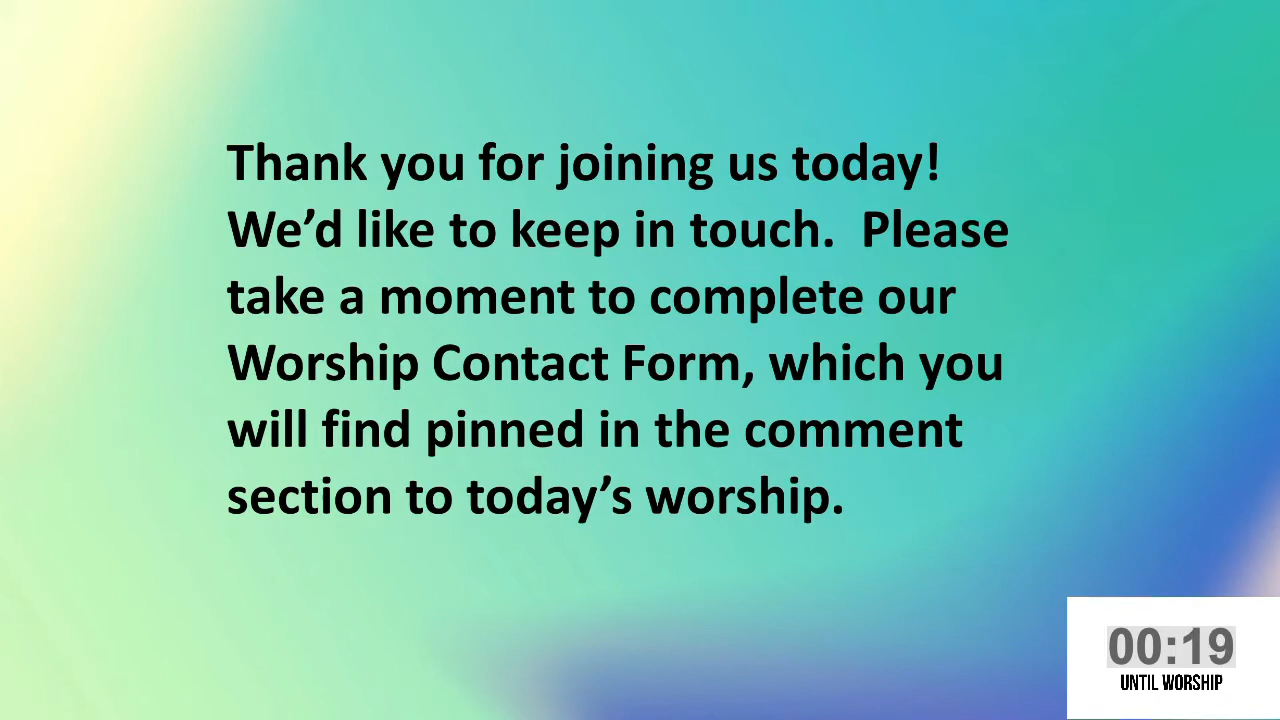 Thank you for joining us today!
We’d like to keep in touch.  Please
take a moment to complete our
Worship Contact Form, which you
will find pinned in the comment
section to today’s worship.
00:19
UNTIL WORSHIP